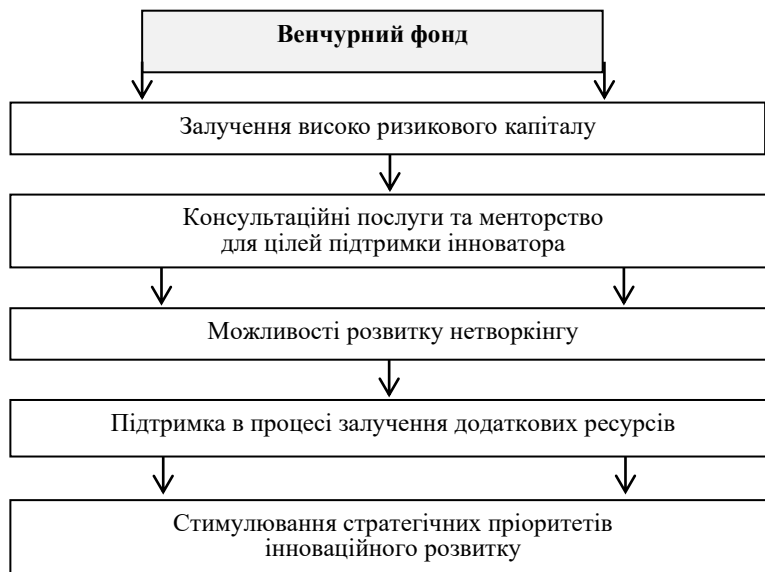 Венчурний фонд
Залучення високо ризикового капіталу
Консультаційні послуги та менторство
для цілей підтримки інноватора
Можливості розвитку нетворкінгу
Підтримка в процесі залучення додаткових ресурсів
Стимулювання стратегічних пріоритетів
інноваційного розвитку